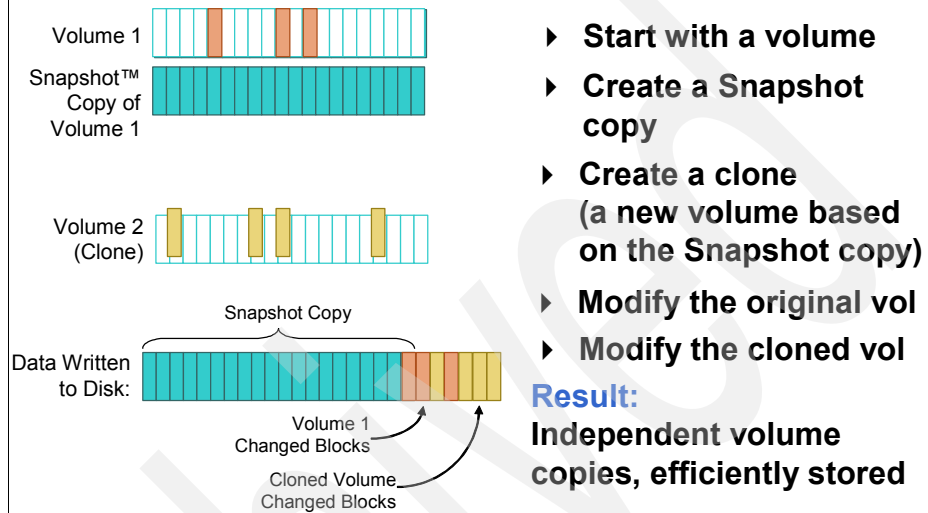 Volume 1
Snapshot™
Copy of
Volume 1
Volume 2
(Clone)
Snapshot Copy
Data Written
to Disk:
Volume 1
Changed Blocks
Cloned Volume
Changed Blocks
Start with a volume
Create a Snapshot
copy
Create a clone
(a new volume based
on the Snapshot copy)
Modify the original vol
Modify the cloned vol
Result:
Independent volume
copies, efficiently stored